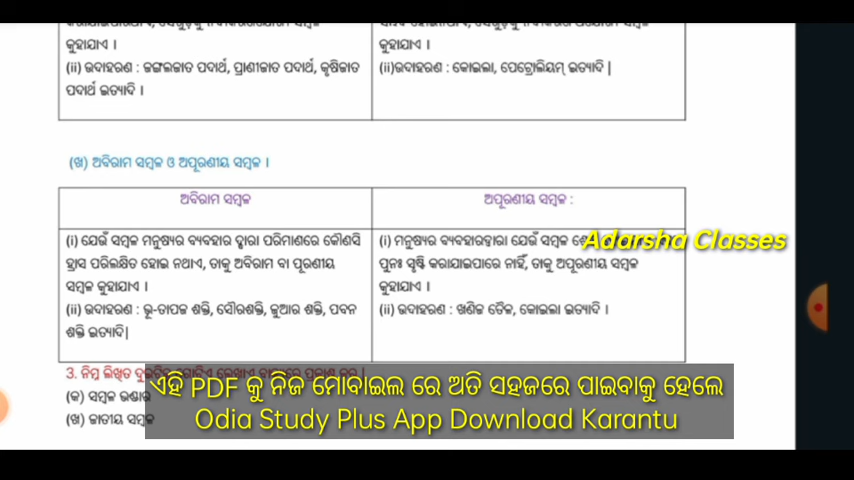 କୁହାଯାଏ ।
(ii) ଉଦାହରଣ : ଜଙ୍ଗଲଜାତ ପଦାର୍ଥ, ପ୍ରାଣୀଜାତ ପଦାର୍ଥ, କୃଷିଜାତ
ପଦାର୍ଥ ଇତ୍ୟାଦି ।
କୁହାଯାଏ ।
(ii)ଉଦାହରଣ : କୋଇଲା, ପେଟ୍ରୋଲିୟମ୍ ଇତ୍ୟାଦି |
(ଖ) ଅବିରାମ ସମ୍ବଳ ଓ ଅପୂରଣୀୟ ସମ୍ବଳ ।
ଅବିରାମ ସମ୍ବଳ
(i) ଯେଉଁ ସମ୍ବଳ ମନୁଷ୍ୟର ବ୍ୟବହାର ଦ୍ବାରା ପରିମାଣରେ କୌଣସି
ହ୍ରାସ ପରିଲକ୍ଷିତ ହୋଇ ନଥାଏ, ତାକୁ ଅବିରାମ ବା ପୂରଣୀୟ
ସମ୍ବଳ କୁହାଯାଏ ।
(ii) ଉଦାହରଣ : ଭୂ-ତାପଜ ଶକ୍ତି, ସୌରଶକ୍ତି, ଜୁଆର ଶକ୍ତି, ପବନ
ଶକ୍ତି ଇତ୍ୟାଦି|
ଅପୂରଣୀୟ ସମ୍ବଳ :
(i) ମନୁଷ୍ୟର ବ୍ୟବହାରଦ୍ବାରା ଯେଉଁ ସମ୍ବଳ
ପୁନଃ ସୃଷ୍ଟି କରାଯାଇପାରେ ନାହିଁ, ତାକୁ ଅପୂରଣୀୟ ସମ୍ବଳ
କୁହାଯାଏ ।
(ii) ଉଦାହରଣ : ଖଣିଜ ତୈଳ, କୋଇଲା ଇତ୍ୟାଦି ।
Adarsha Classes
3. ନିମ୍ନ ଲିଖିତ
(କ) ସମ୍ବଳ ଭଣ୍ଡାର
(ଖ) ଜାତୀୟ ସମ୍ବଳ
ଏହି PDF କୁ ନିଜ ମୋବାଇଲ ରେ ଅତି ସହଜରେ ପାଇବାକୁ ହେଲେ
Odia Study Plus App Download Karantu